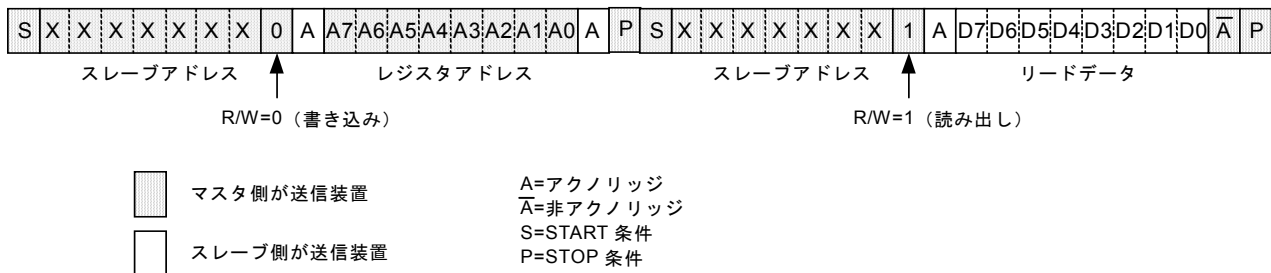 S X X X X X X X 0 A A7 A6 A5 A4 A3 A2 A1 A0 A P S X X X X X X X 1 A D7 D6 D5 D4 D3 D2 D1 D0 A̅ P
スレーブアドレス レジスタアドレス スレーブアドレス リードデータ
R/W=0（書き込み） R/W=1（読み出し）
マスタ側が送信装置
スレーブ側が送信装置
A=アクノリッジ
A̅=非アクノリッジ
S=START 条件
P=STOP 条件